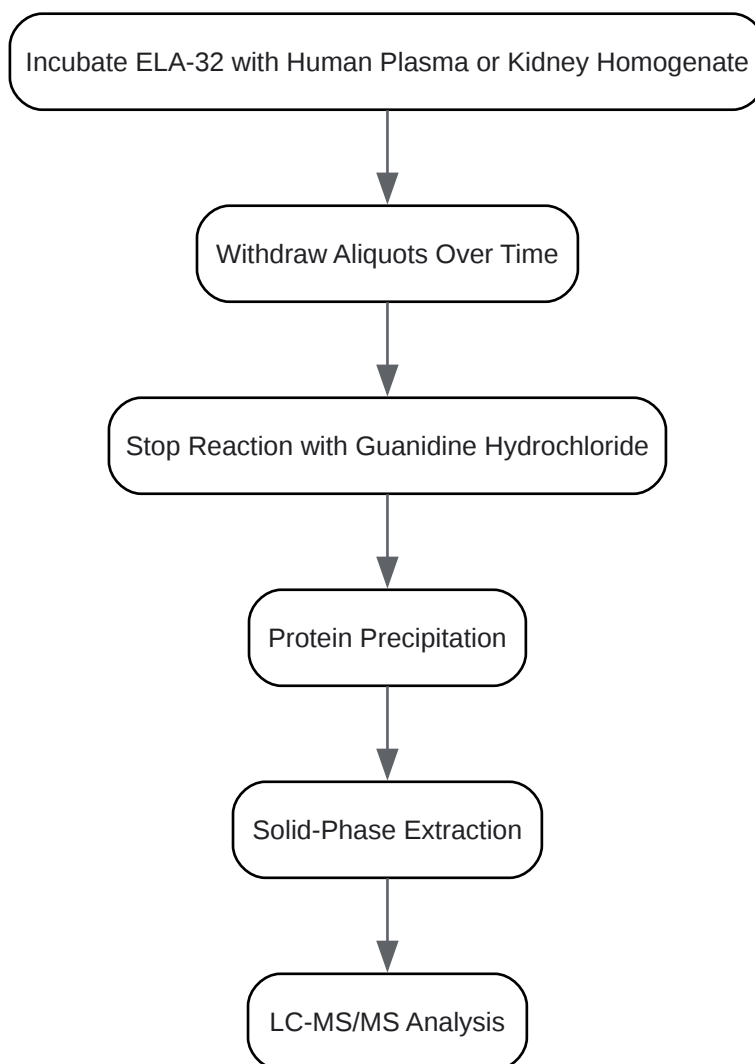 Incubate ELA-32 with Human Plasma or Kidney Homogenate
Withdraw Aliquots Over Time
Stop Reaction with Guanidine Hydrochloride
Protein Precipitation
Solid-Phase Extraction
LC-MS/MS Analysis